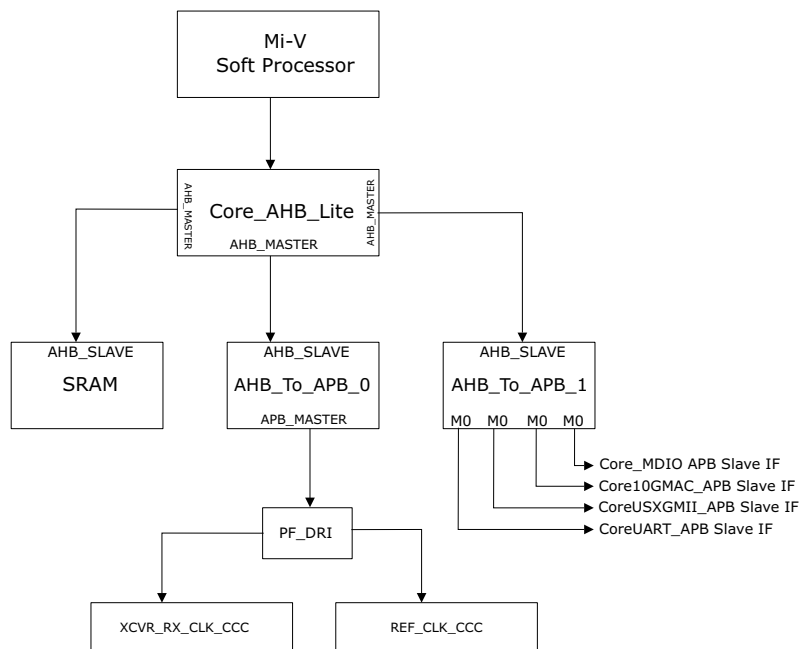 Mi-V
Soft Processor
AHB_MASTER
Core_AHB_Lite
AHB_MASTER
AHB_MASTER
AHB_SLAVE
SRAM
AHB_SLAVE
AHB_To_APB_0
APB_MASTER
AHB_SLAVE
AHB_To_APB_1
M0 M0 M0 M0
Core_MDIO APB Slave IF
Core10GMAC_APB Slave IF
CoreUSXGMII_APB Slave IF
CoreUART_APB Slave IF
PF_DRI
XCVR_RX_CLK_CCC
REF_CLK_CCC